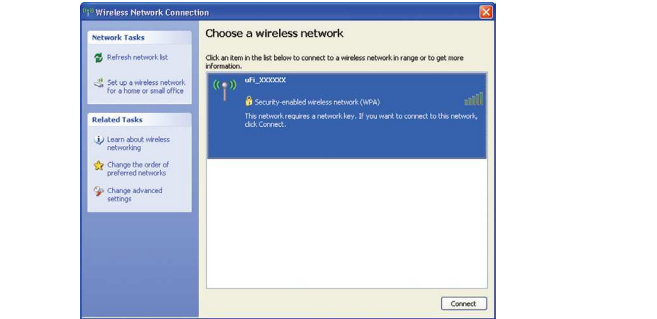 Wireless Network Connection
Network Tasks
Refresh network list
Set up a wireless network
for a home or small office
Related Tasks
Learn about wireless
networking
Change the order of
preferred networks
Change advanced
settings
Choose a wireless network
Click an item in the list below to connect to a wireless network in range or to get more
information.
uFi_XXXXXX
Security-enabled wireless network (WPA)
This network requires a network key. If you want to connect to this network,
click Connect.
Connect